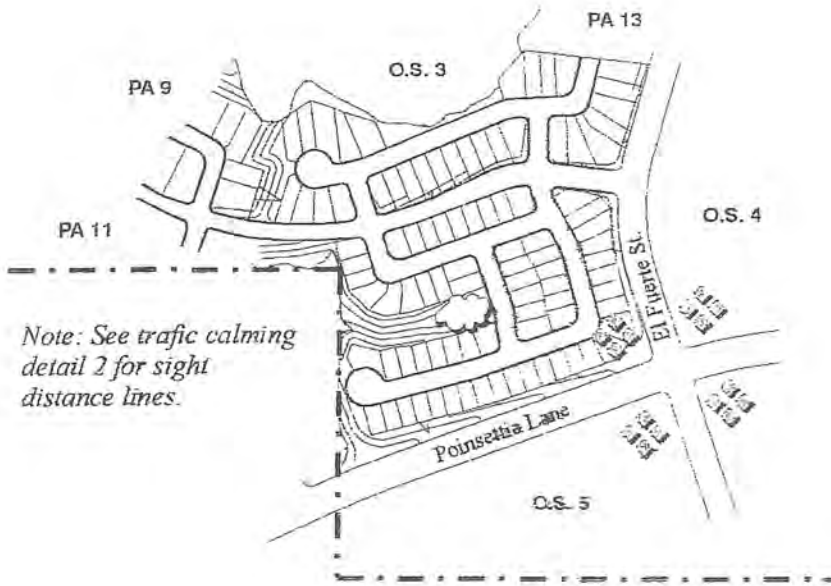 PA 13
O.S. 3
PA 9
O.S. 4
PA 11
El Fuerte St.
Note: See trafic calming
detail 2 for sight
distance lines.
Poinsettia Lane
O.S. 5